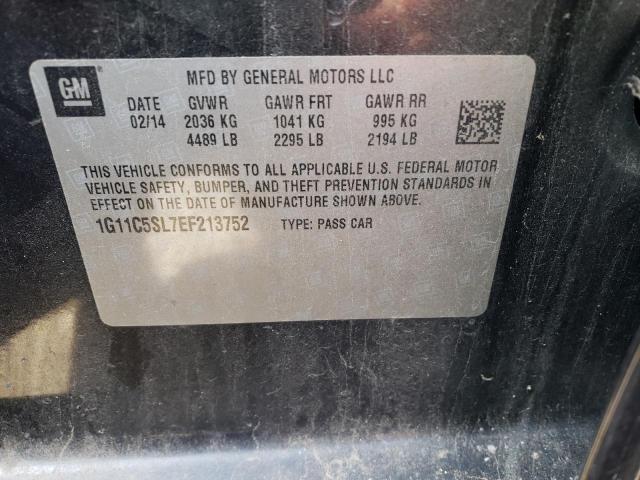 GM
MFD BY GENERAL MOTORS LLC
DATE GVWR GAWR FRT GAWR RR
02/14 2036 KG 1041 KG 995 KG
4489 LB 2295 LB 2194 LB
THIS VEHICLE CONFORMS TO ALL APPLICABLE U.S. FEDERAL MOTOR
VEHICLE SAFETY, BUMPER, AND THEFT PREVENTION STANDARDS IN
EFFECT ON THE DATE OF MANUFACTURE SHOWN ABOVE.
1G11C5SL7EF213752 TYPE: PASS CAR